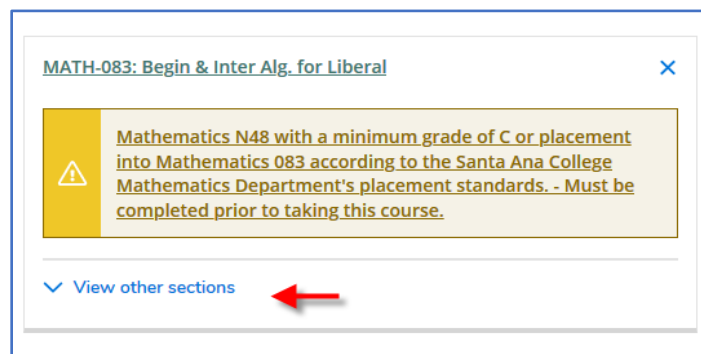 MATH-083: Begin & Inter Alg. for Liberal
Mathematics N48 with a minimum grade of C or placement
into Mathematics 083 according to the Santa Ana College
Mathematics Department's placement standards. - Must be
completed prior to taking this course.
View other sections